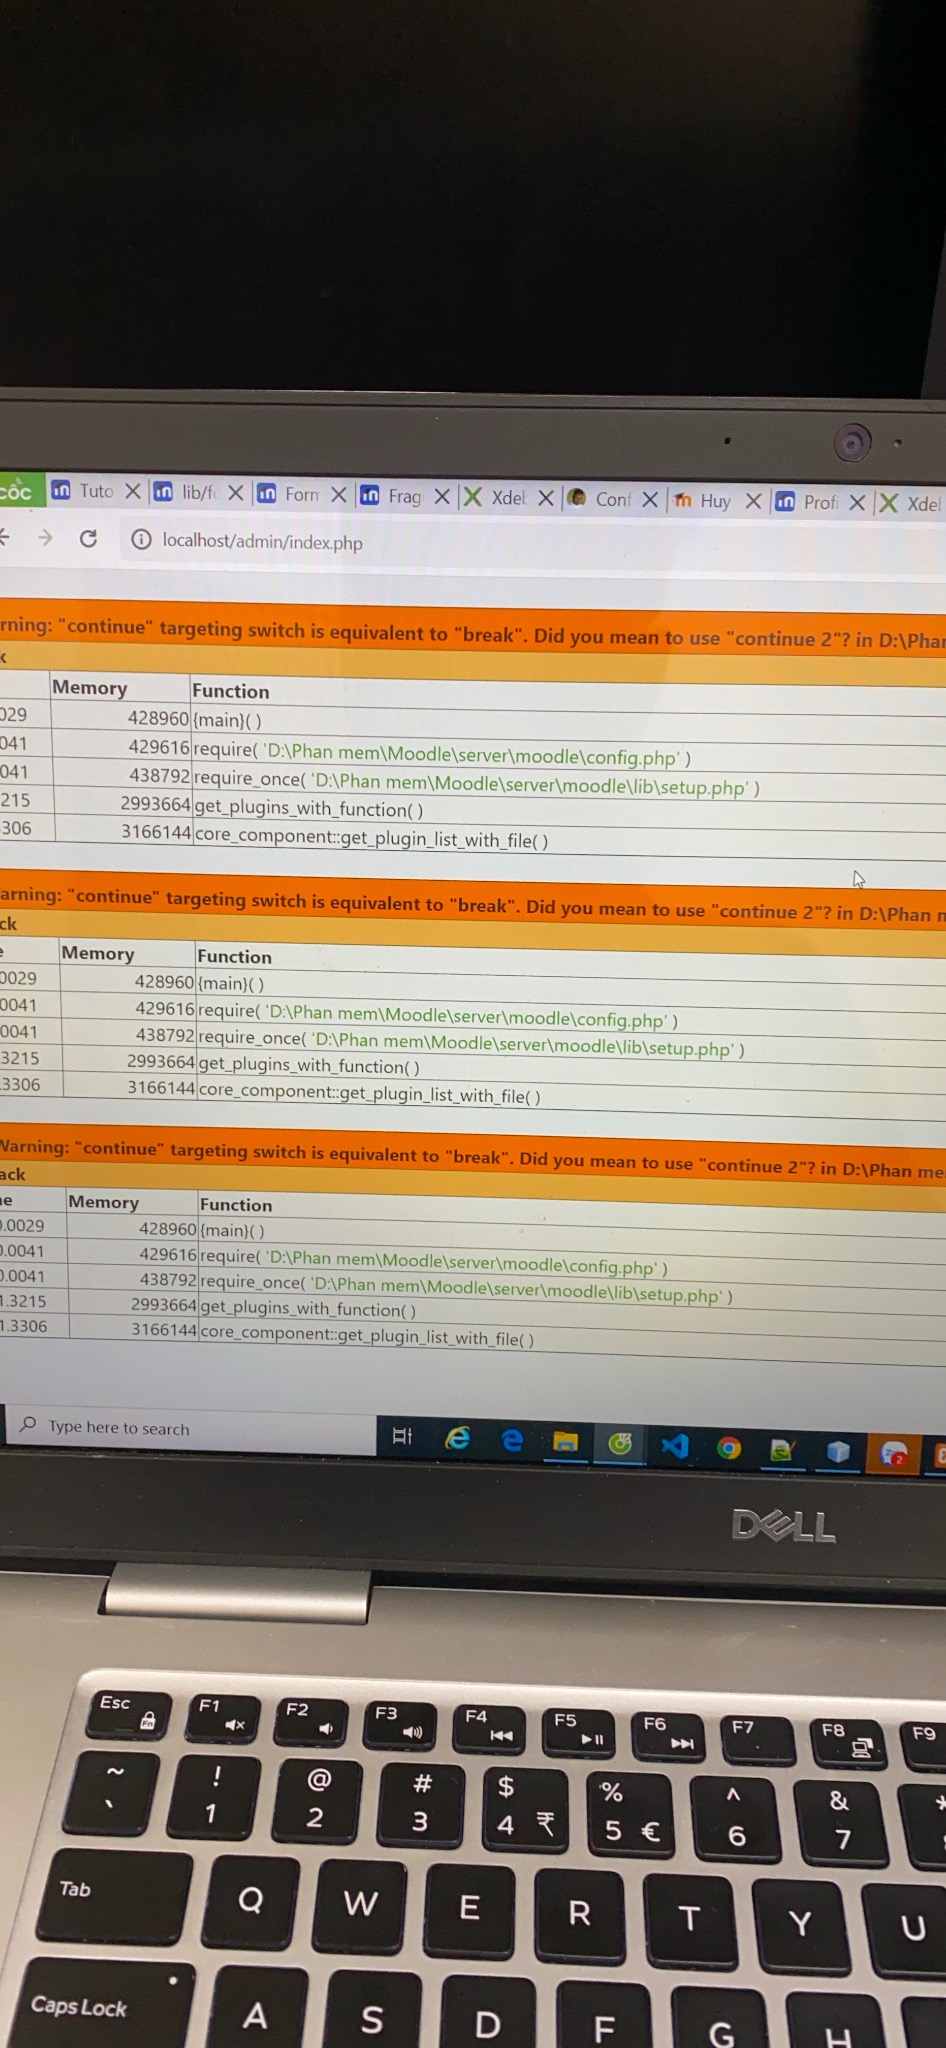 cốc Tuto lib/f Forn Frag Xdel Conf Huy Profi Xdel
localhost/admin/index.php
rning: "continue" targeting switch is equivalent to "break". Did you mean to use "continue 2"? in D:\Phan
k
Memory Function
029 428960 {main}( )
041 429616 require( 'D:\Phan mem\Moodle\server\moodle\config.php' )
041 438792 require_once( 'D:\Phan mem\Moodle\server\moodle\lib\setup.php' )
215 2993664 get_plugins_with_function( )
306 3166144 core_component::get_plugin_list_with_file( )
arning: "continue" targeting switch is equivalent to "break". Did you mean to use "continue 2"? in D:\Phan m
ck
e Memory Function
0029 428960 {main}( )
0041 429616 require( 'D:\Phan mem\Moodle\server\moodle\config.php' )
0041 438792 require_once( 'D:\Phan mem\Moodle\server\moodle\lib\setup.php' )
3215 2993664 get_plugins_with_function( )
.3306 3166144 core_component::get_plugin_list_with_file( )
Warning: "continue" targeting switch is equivalent to "break". Did you mean to use "continue 2"? in D:\Phan me
ack
ne Memory Function
0.0029 428960 {main}( )
0.0041 429616 require( 'D:\Phan mem\Moodle\server\moodle\config.php' )
0.0041 438792 require_once( 'D:\Phan mem\Moodle\server\moodle\lib\setup.php' )
1.3215 2993664 get_plugins_with_function( )
1.3306 3166144 core_component::get_plugin_list_with_file( )
Type here to search
2
DELL
Esc F1 F2 F3 F4 F5 F6 F7 F8 F9
Fn
~ ! @ # $ % ^ & *
` 1 2 3 4 ₹ 5 € 6 7
Tab Q W E R T Y U
Caps Lock A S D F G H